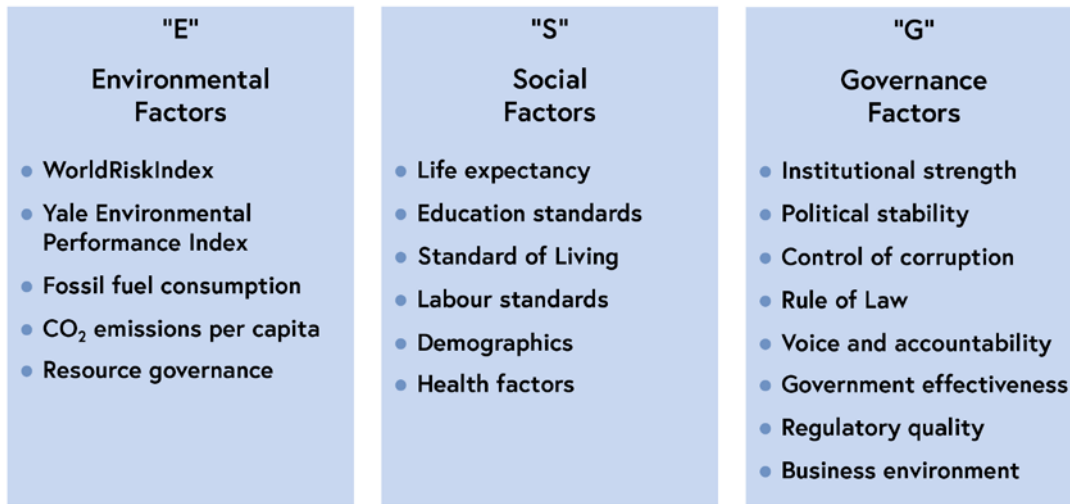 "E"
Environmental
Factors
WorldRiskIndex
Yale Environmental
Performance Index
Fossil fuel consumption
CO₂ emissions per capita
Resource governance
"S"
Social
Factors
Life expectancy
Education standards
Standard of Living
Labour standards
Demographics
Health factors
"G"
Governance
Factors
Institutional strength
Political stability
Control of corruption
Rule of Law
Voice and accountability
Government effectiveness
Regulatory quality
Business environment